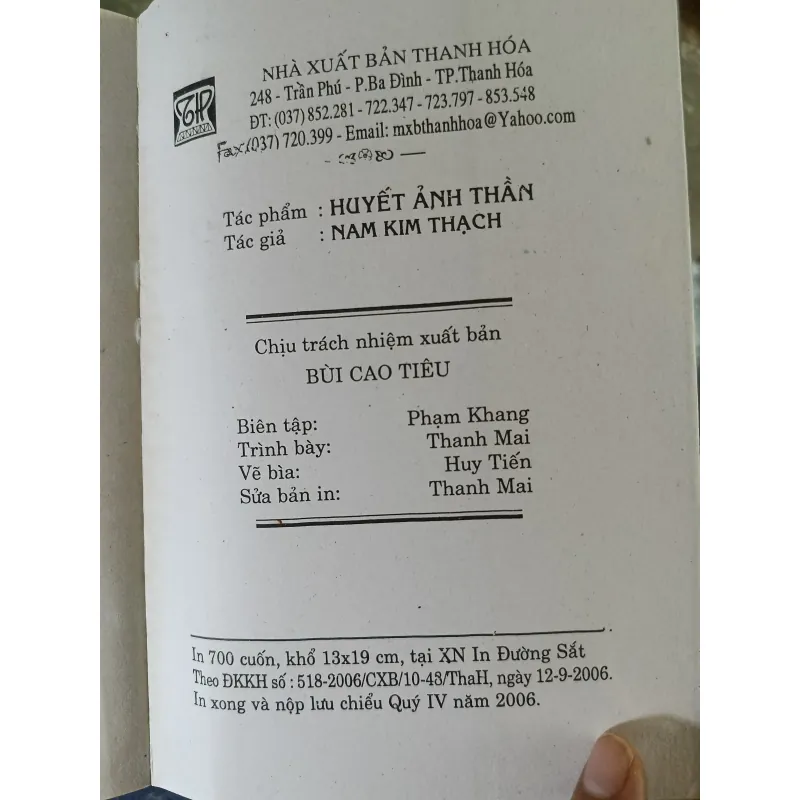 NHÀ XUẤT BẢN THANH HÓA
248 - Trần Phú - P.Ba Đình - TP.Thanh Hóa
ĐT: (037) 852.281 - 722.347 - 723.797 - 853.548
Fax.(037) 720.399 - Email: mxbthanhhoa@Yahoo.com
Tác phẩm : HUYẾT ẢNH THẦN
Tác giả : NAM KIM THẠCH
Chịu trách nhiệm xuất bản
BÙI CAO TIÊU
Biên tập: Phạm Khang
Trình bày: Thanh Mai
Vẽ bìa: Huy Tiến
Sửa bản in: Thanh Mai
In 700 cuốn, khổ 13x19 cm, tại XN In Đường Sắt
Theo ĐKKH số : 518-2006/CXB/10-43/ThaH, ngày 12-9-2006.
In xong và nộp lưu chiểu Quý IV năm 2006.